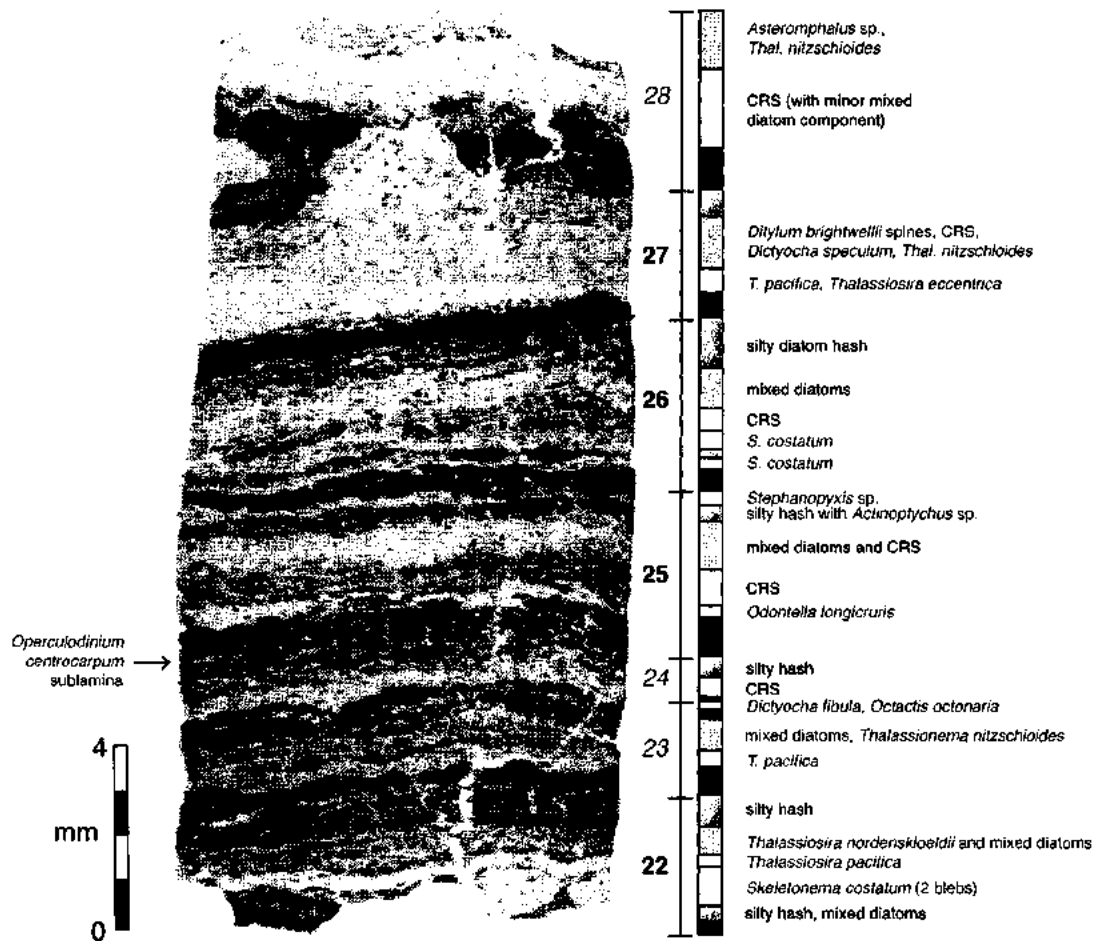 Asteromphalus sp.,
Thal. nitzschioides
28
CRS (with minor mixed
diatom component)
Ditylum brightwellii spines, CRS,
Dictyocha speculum, Thal. nitzschioides
27
T. pacifica, Thalassiosira eccentrica
silty diatom hash
mixed diatoms
26
CRS
S. costatum
S. costatum
Stephanopyxis sp.
silty hash with Actinoptychus sp.
mixed diatoms and CRS
25
CRS
Odontella longicruris
Operculodinium
centrocarpum
sublamina
silty hash
24
CRS
Dictyocha fibula, Octactis octonaria
mixed diatoms, Thalassionema nitzschioides
23
T. pacifica
4
mm
0
silty hash
Thalassiosira nordenskioeldii and mixed diatoms
Thalassiosira pacifica
22
Skeletonema costatum (2 blebs)
silty hash, mixed diatoms